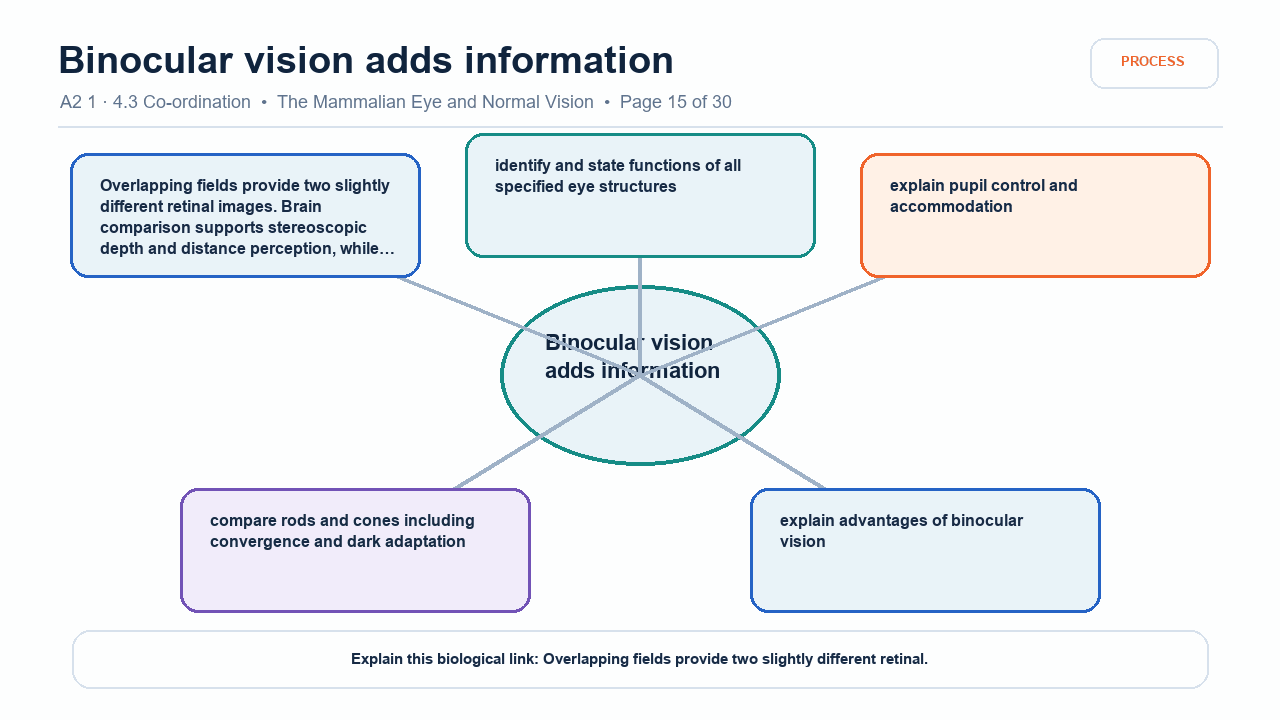 Binocular vision adds information
PROCESS
A2 1 · 4.3 Co-ordination • The Mammalian Eye and Normal Vision • Page 15 of 30
Overlapping fields provide two slightly
different retinal images. Brain
comparison supports stereoscopic
depth and distance perception, while…
identify and state functions of all
specified eye structures
explain pupil control and
accommodation
Binocular vision
adds information
compare rods and cones including
convergence and dark adaptation
explain advantages of binocular
vision
Explain this biological link: Overlapping fields provide two slightly different retinal.